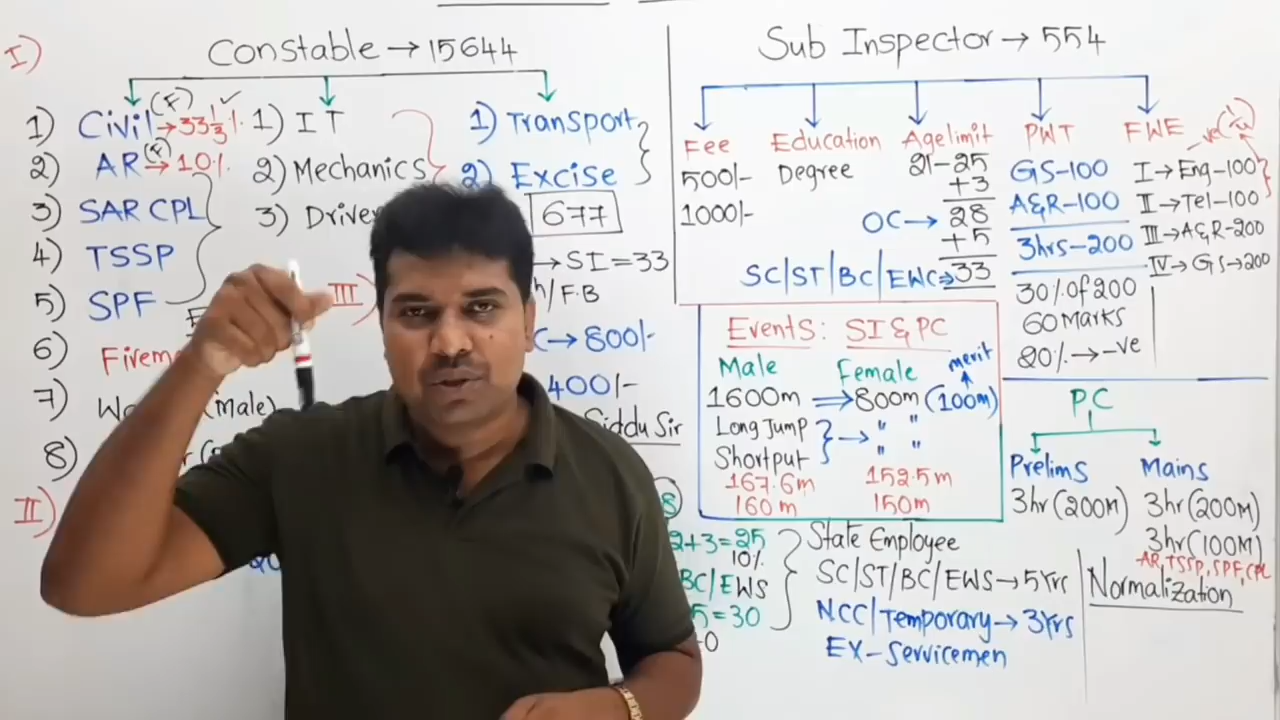 I)
Constable → 15644
1) Civil (F) → 33 1/3 % ✓
2) AR (F) → 10%
3) SAR CPL
4) TSSP
5) SPF
6)
7) (Male)
8)
II)
1) IT
2) Mechanics
3)
1) Transport
2) Excise
677
→ SI = 33
III)
/F.B
C → 800/-
400/-
Siddu Sir
2+3=25
10%
BC/EWS
5=30
Sub Inspector → 554
Fee
500/-
1000/-
Education
Degree
Agelimit
21-25
+3
OC → 28
+5
SC/ST/BC/EWC → 33
PWT
GS-100
A&R-100
3hrs-200
30% of 200
60 Marks
20% → -ve
FWE
I → Eng-100
II → Tel-100
III → A&R-200
IV → GS → 200
Events: SI & PC
Male
1600m
Long Jump
Shortput
167.6m
160m
Female merit
⇒ 800m (100m)
→ " "
" "
152.5m
150m
PC
Prelims
3hr (200M)
Mains
3hr (200M)
3hr (100M)
AR, TSSP, SPF, CPL
Normalization
State Employee
SC/ST/BC/EWS → 5Yrs
NCC/Temporary → 3Yrs
EX-Servicemen